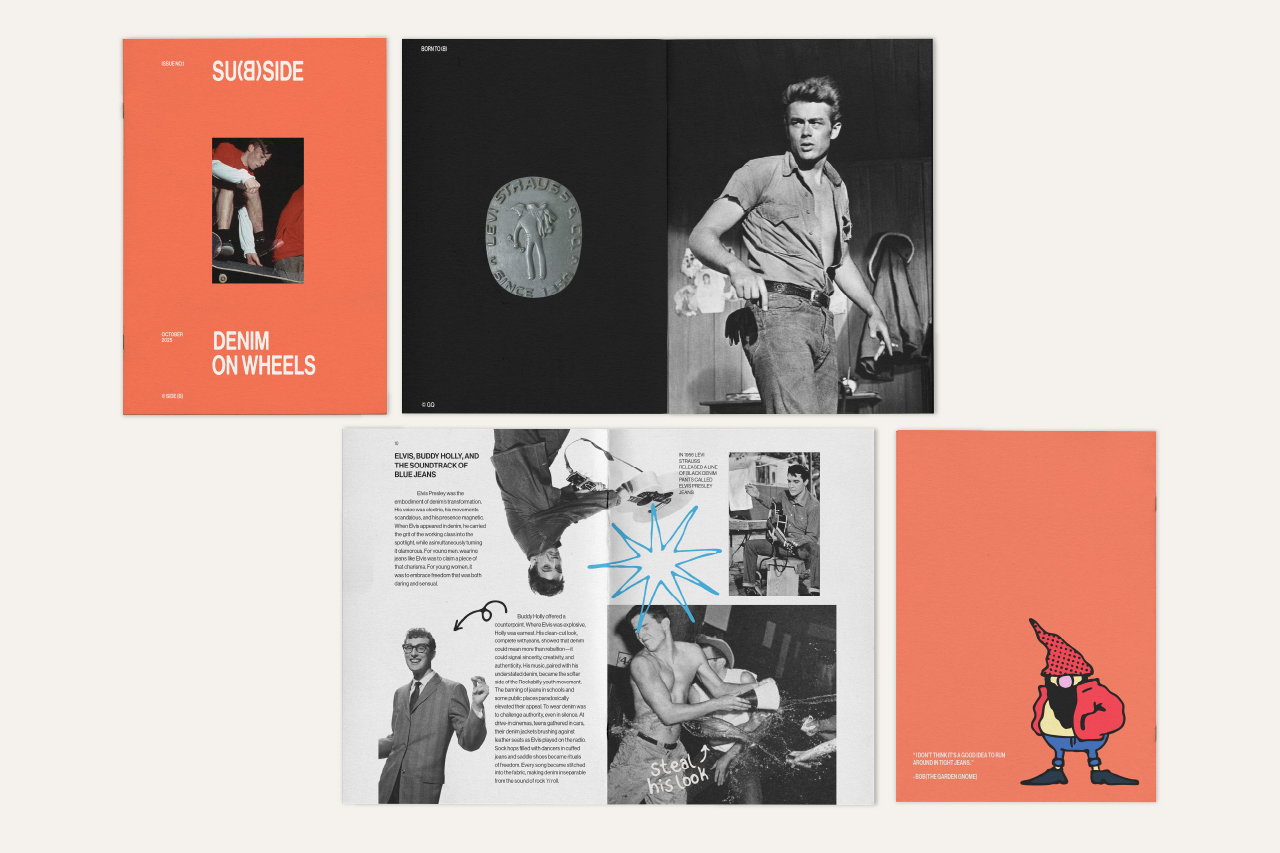 ISSUE NO1
SU(B)SIDE
OCTOBER
2025
DENIM
ON WHEELS
© SIDE (B)
BORN TO (B)
LEVI STRAUSS & CO
SINCE
© GQ
ELVIS, BUDDY HOLLY, AND
THE SOUNDTRACK OF
BLUE JEANS
Elvis Presley was the
embodiment of denim's transformation.
His voice was electric, his movements
scandalous, and his presence magnetic.
When Elvis appeared in denim, he carried
the grit of the working class into the
spotlight, while simultaneously turning
it glamorous. For young men, wearing
jeans like Elvis was to claim a piece of
that charisma. For young women, it
was to embrace freedom that was both
daring and sensual.
Buddy Holly offered a
counterpoint. Where Elvis was explosive,
Holly was earnest. His clean-cut look,
complete with jeans, showed that denim
could mean more than rebellion—it
could signal sincerity, creativity, and
authenticity. His music, paired with his
understated denim, became the softer
side of the Rockabilly youth movement.
The banning of jeans in schools and
some public places paradoxically
elevated their appeal. To wear denim was
to challenge authority, even in silence. At
drive-in cinemas, teens gathered in cars,
their denim jackets brushing against
leather seats as Elvis played on the radio.
Sock hops filled with dancers in cuffed
jeans and saddle shoes became rituals
of freedom. Every song became stitched
into the fabric, making denim inseparable
from the sound of rock 'n' roll.
IN 1956 LEVI
STRAUSS
RELEASED A LINE
OF BLACK DENIM
PANTS CALLED
ELVIS PRESLEY
JEANS
steal
his look
"I DON'T THINK IT'S A GOOD IDEA TO RUN
AROUND IN TIGHT JEANS."
- BOB (THE GARDEN GNOME)